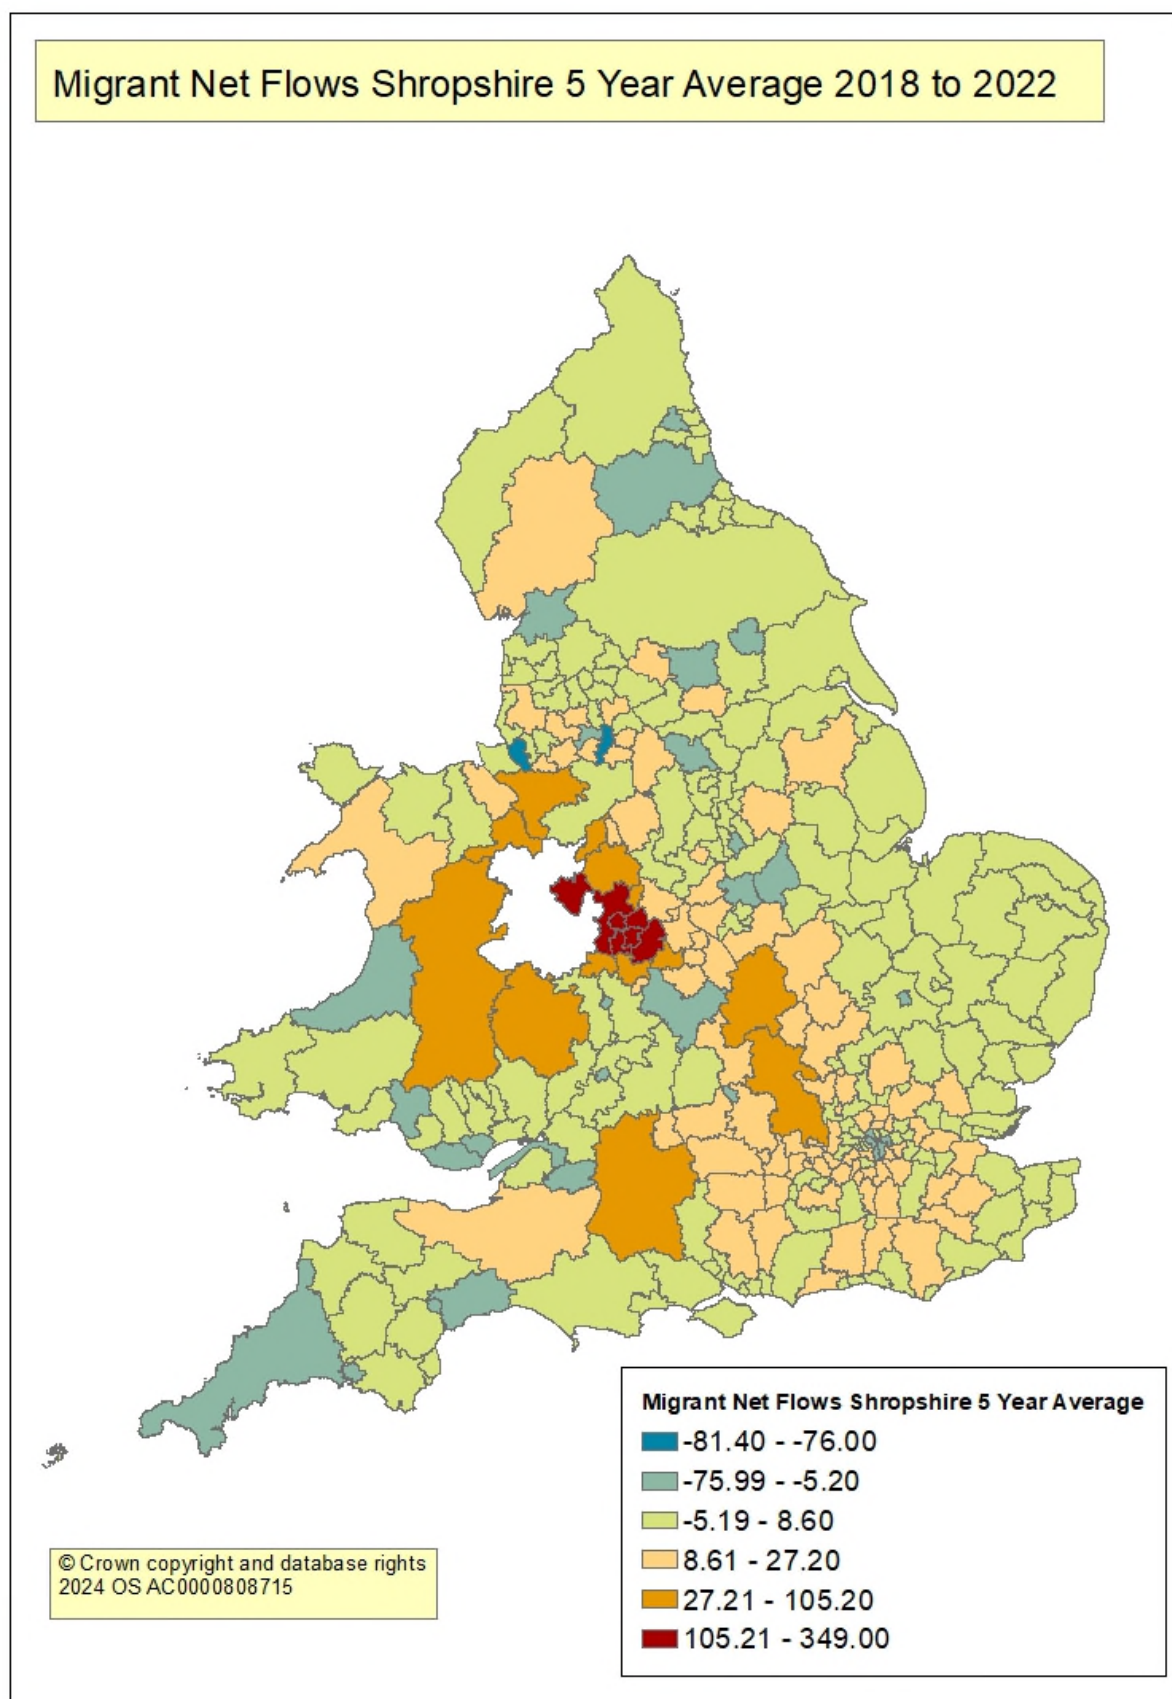 Migrant Net Flows Shropshire 5 Year Average 2018 to 2022
Migrant Net Flows Shropshire 5 Year Average
-81.40 - -76.00
-75.99 - -5.20
-5.19 - 8.60
8.61 - 27.20
27.21 - 105.20
105.21 - 349.00
© Crown copyright and database rights
2024 OS AC0000808715